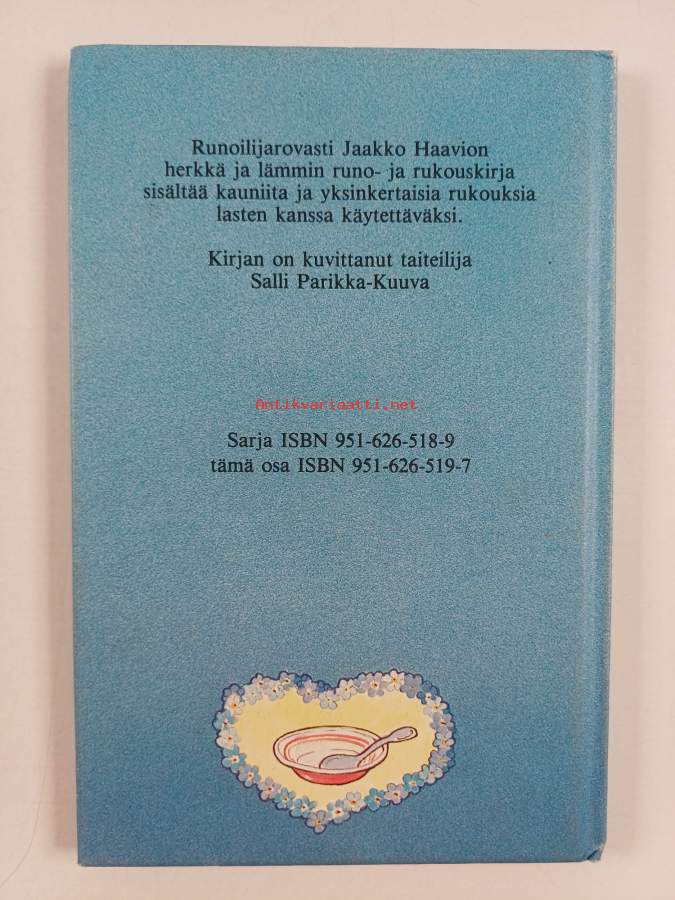 Runoilijarovasti Jaakko Haavion
herkkä ja lämmin runo- ja rukouskirja
sisältää kauniita ja yksinkertaisia rukouksia
lasten kanssa käytettäväksi.
Kirjan on kuvittanut taiteilija
Salli Parikka-Kuuva
Antikvariaatti.net
Sarja ISBN 951-626-518-9
tämä osa ISBN 951-626-519-7